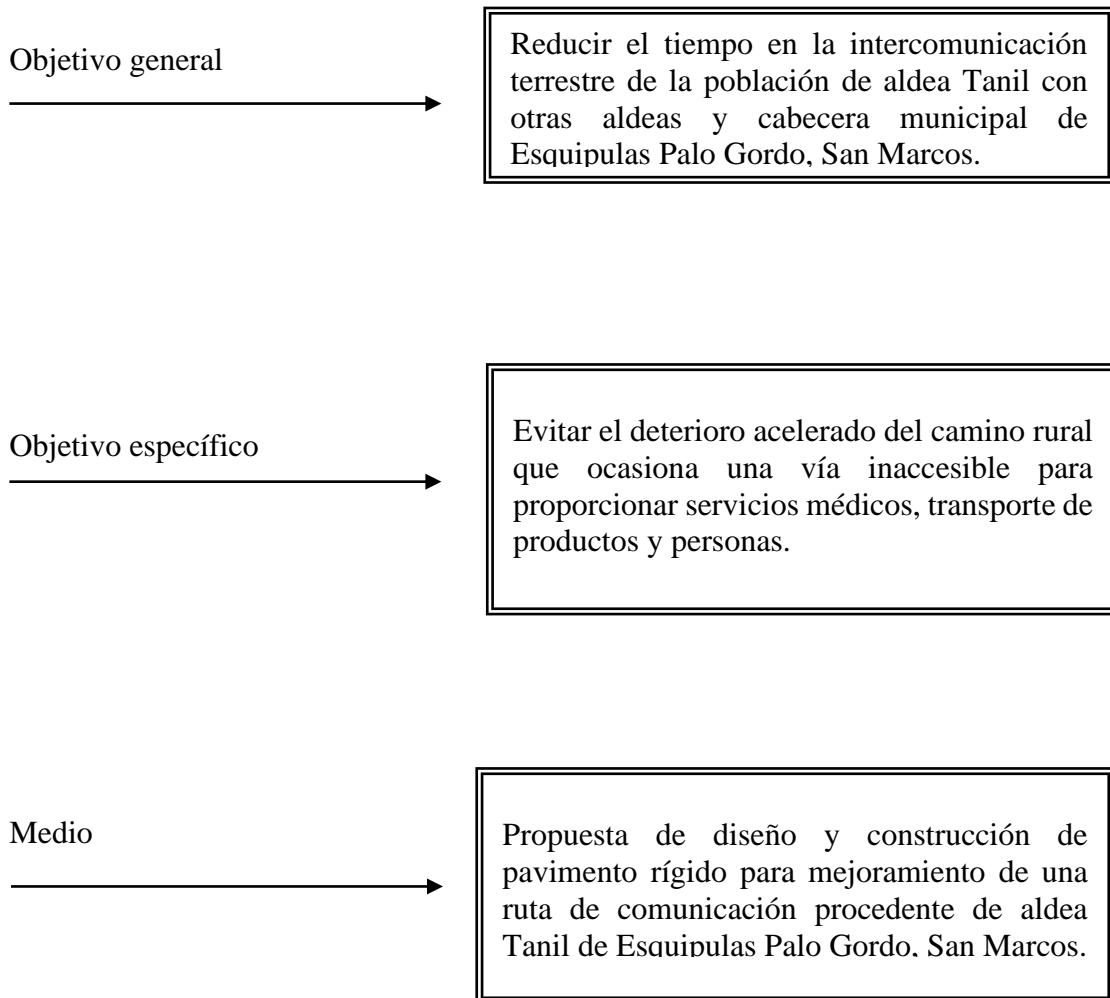 Objetivo general
Reducir el tiempo en la intercomunicación
terrestre de la población de aldea Tanil con
otras aldeas y cabecera municipal de
Esquipulas Palo Gordo, San Marcos.
Objetivo específico
Evitar el deterioro acelerado del camino rural
que ocasiona una vía inaccesible para
proporcionar servicios médicos, transporte de
productos y personas.
Medio
Propuesta de diseño y construcción de
pavimento rígido para mejoramiento de una
ruta de comunicación procedente de aldea
Tanil de Esquipulas Palo Gordo, San Marcos.